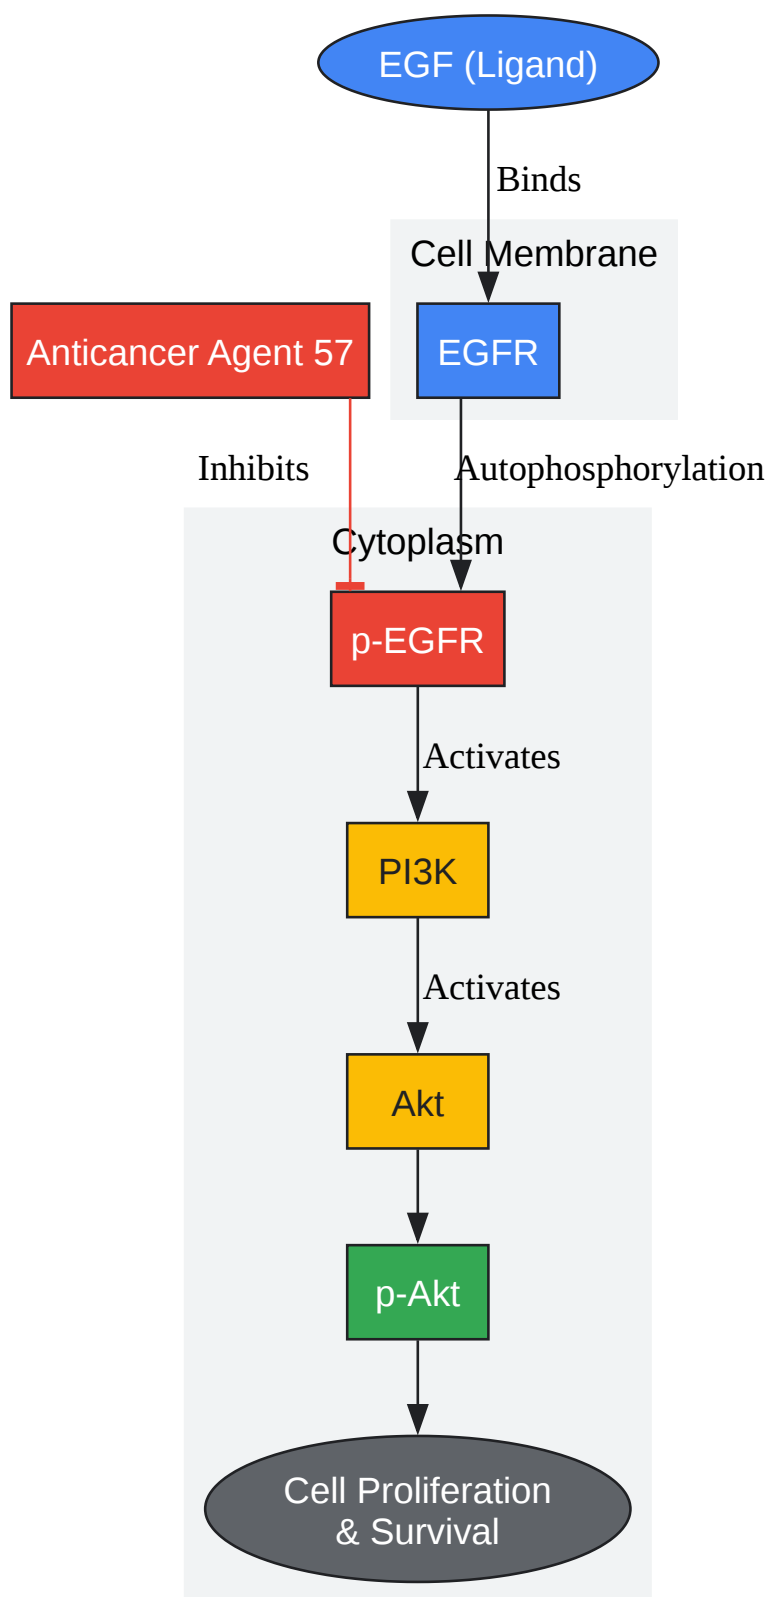 EGF (Ligand)
Binds
Cell Membrane
Anticancer Agent 57
EGFR
Inhibits
Autophosphorylation
Cytoplasm
p-EGFR
Activates
PI3K
Activates
Akt
p-Akt
Cell Proliferation
& Survival